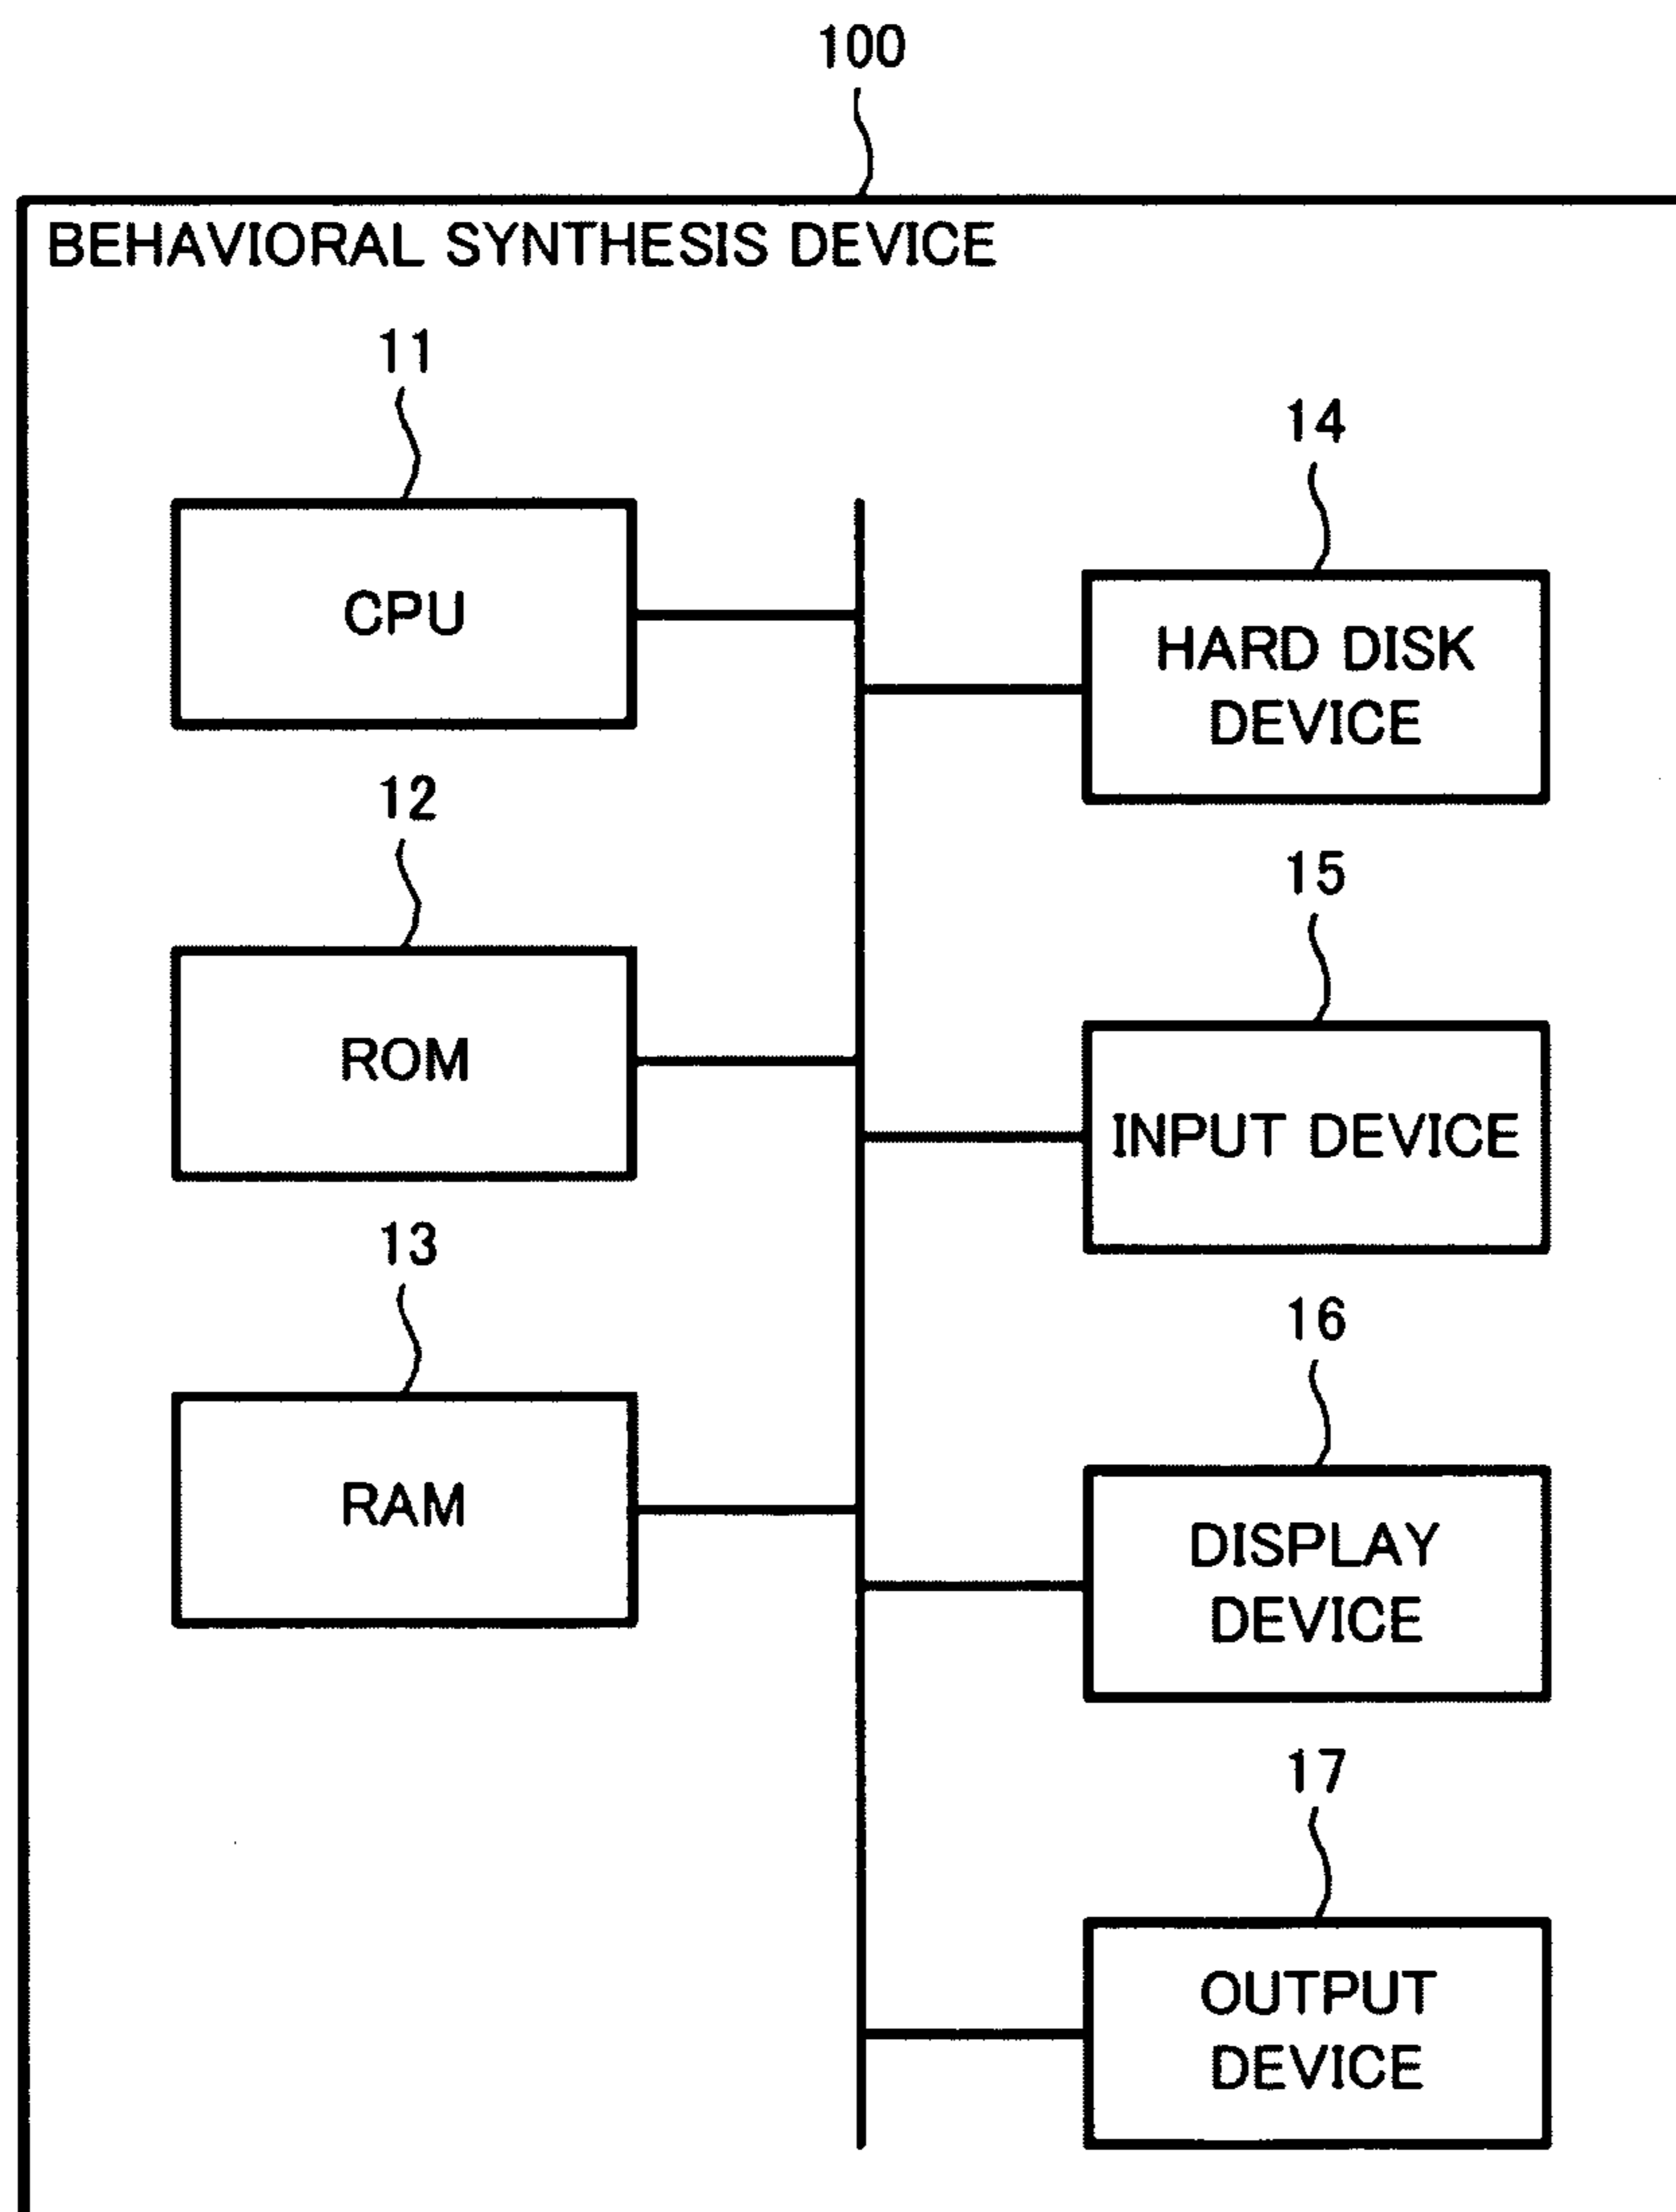 100
BEHAVIORAL SYNTHESIS DEVICE
11
CPU
12
ROM
13
RAM
14
HARD DISK
DEVICE
15
INPUT DEVICE
16
DISPLAY
DEVICE
17
OUTPUT
DEVICE